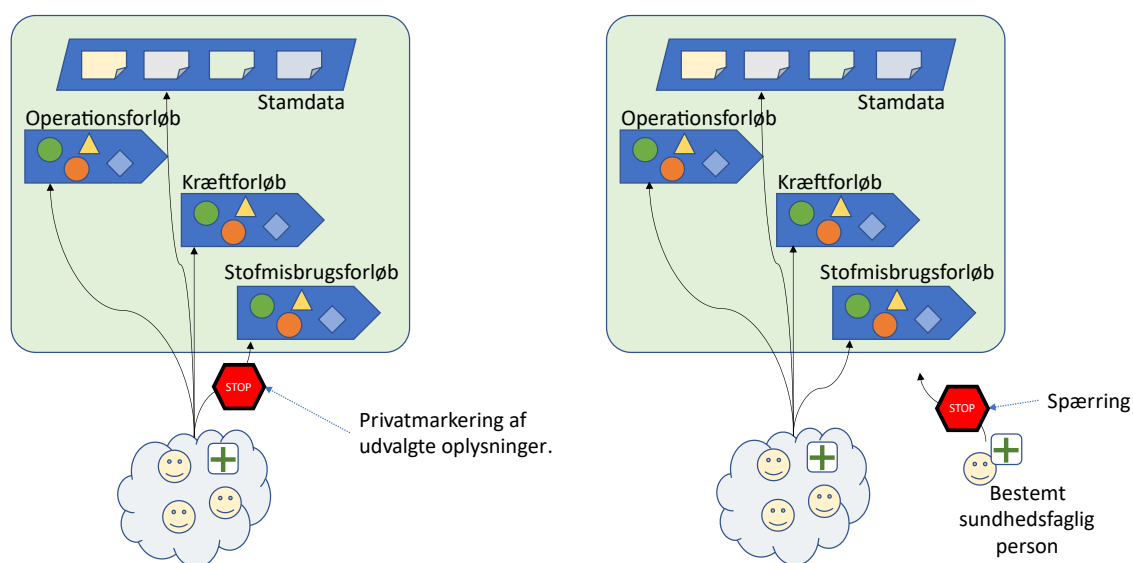 Stamdata
Operationsforløb
Kræftforløb
Stofmisbrugsforløb
STOP
Privatmarkering af
udvalgte oplysninger.
Stamdata
Operationsforløb
Kræftforløb
Stofmisbrugsforløb
STOP
Spærring
Bestemt
sundhedsfaglig
person